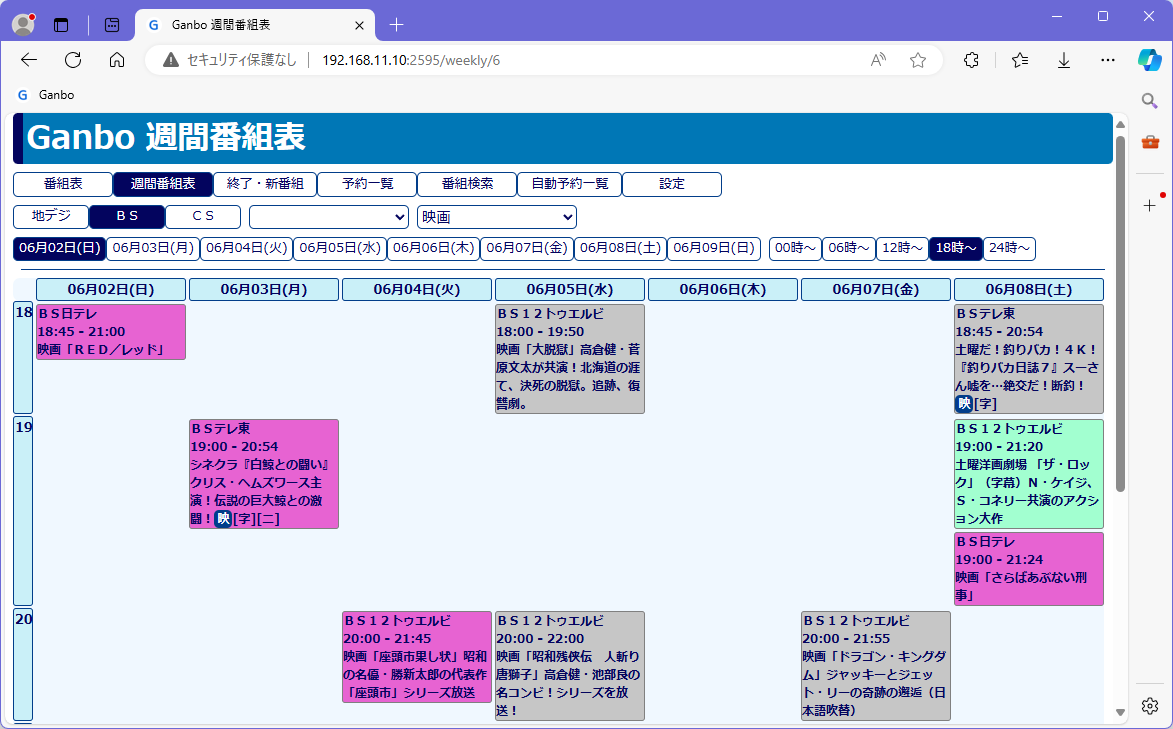 Ganbo 週間番組表
セキュリティ保護なし 192.168.11.10:2595/weekly/6
Ganbo
Ganbo 週間番組表
番組表 週間番組表 終了・新番組 予約一覧 番組検索 自動予約一覧 設定
地デジ ＢＳ ＣＳ 映画
06月02日(日) 06月03日(月) 06月04日(火) 06月05日(水) 06月06日(木) 06月07日(金) 06月08日(土) 06月09日(日) 00時～ 06時～ 12時～ 18時～ 24時～
06月02日(日) 06月03日(月) 06月04日(火) 06月05日(水) 06月06日(木) 06月07日(金) 06月08日(土)
18
ＢＳ日テレ
18:45 - 21:00
映画「ＲＥＤ／レッド」
ＢＳ１２トゥエルビ
18:00 - 19:50
映画「大脱獄」高倉健・菅
原文太が共演！北海道の涯
て、決死の脱獄。追跡、復
讐劇。
ＢＳテレ東
18:45 - 20:54
土曜だ！釣りバカ！４Ｋ！
『釣りバカ日誌７』スーさ
ん嘘を…絶交だ！断釣！
映[字]
19
ＢＳテレ東
19:00 - 20:54
シネクラ『白鯨との闘い』
クリス・ヘムズワース主
演！伝説の巨大鯨との激
闘！映[字][二]
ＢＳ１２トゥエルビ
19:00 - 21:20
土曜洋画劇場 「ザ・ロッ
ク」（字幕）Ｎ・ケイジ、
Ｓ・コネリー共演のアクシ
ョン大作
ＢＳ日テレ
19:00 - 21:24
映画「さらばあぶない刑
事」
20
ＢＳ１２トゥエルビ
20:00 - 21:45
映画「座頭市果し状」昭和
の名優・勝新太郎の代表作
「座頭市」シリーズ放送
ＢＳ１２トゥエルビ
20:00 - 22:00
映画「昭和残侠伝　人斬り
唐獅子」高倉健・池部良の
名コンビ！シリーズを放
送！
ＢＳ１２トゥエルビ
20:00 - 21:55
映画「ドラゴン・キングダ
ム」ジャッキーとジェッ
ト・リーの奇跡の邂逅（日
本語吹替）